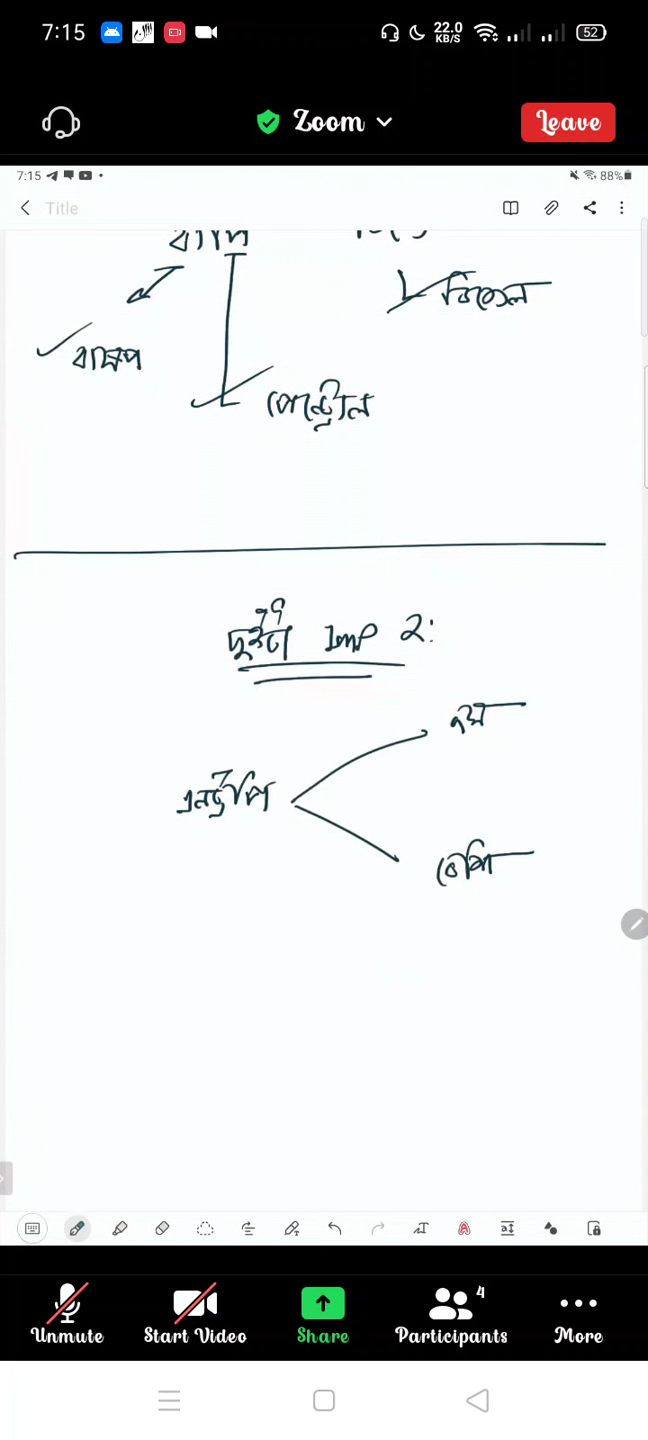 7:15
22.0
KB/S
52
Zoom
Leave
7:15
88%
Title
ডিজেল
বাষ্প
পেট্রোল
দুইটা Imp 2:
এনট্রপি
বেশি
Unmute
Start Video
Share
4
Participants
More